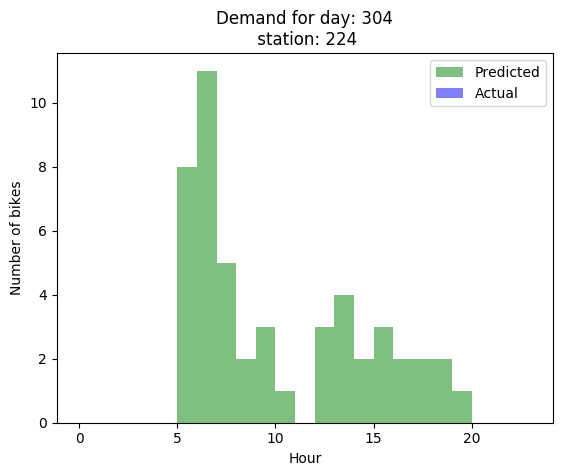 Demand for day: 304
station: 224
Predicted
Actual
10
8
6
4
2
0
Number of bikes
0
5
10
15
20
Hour